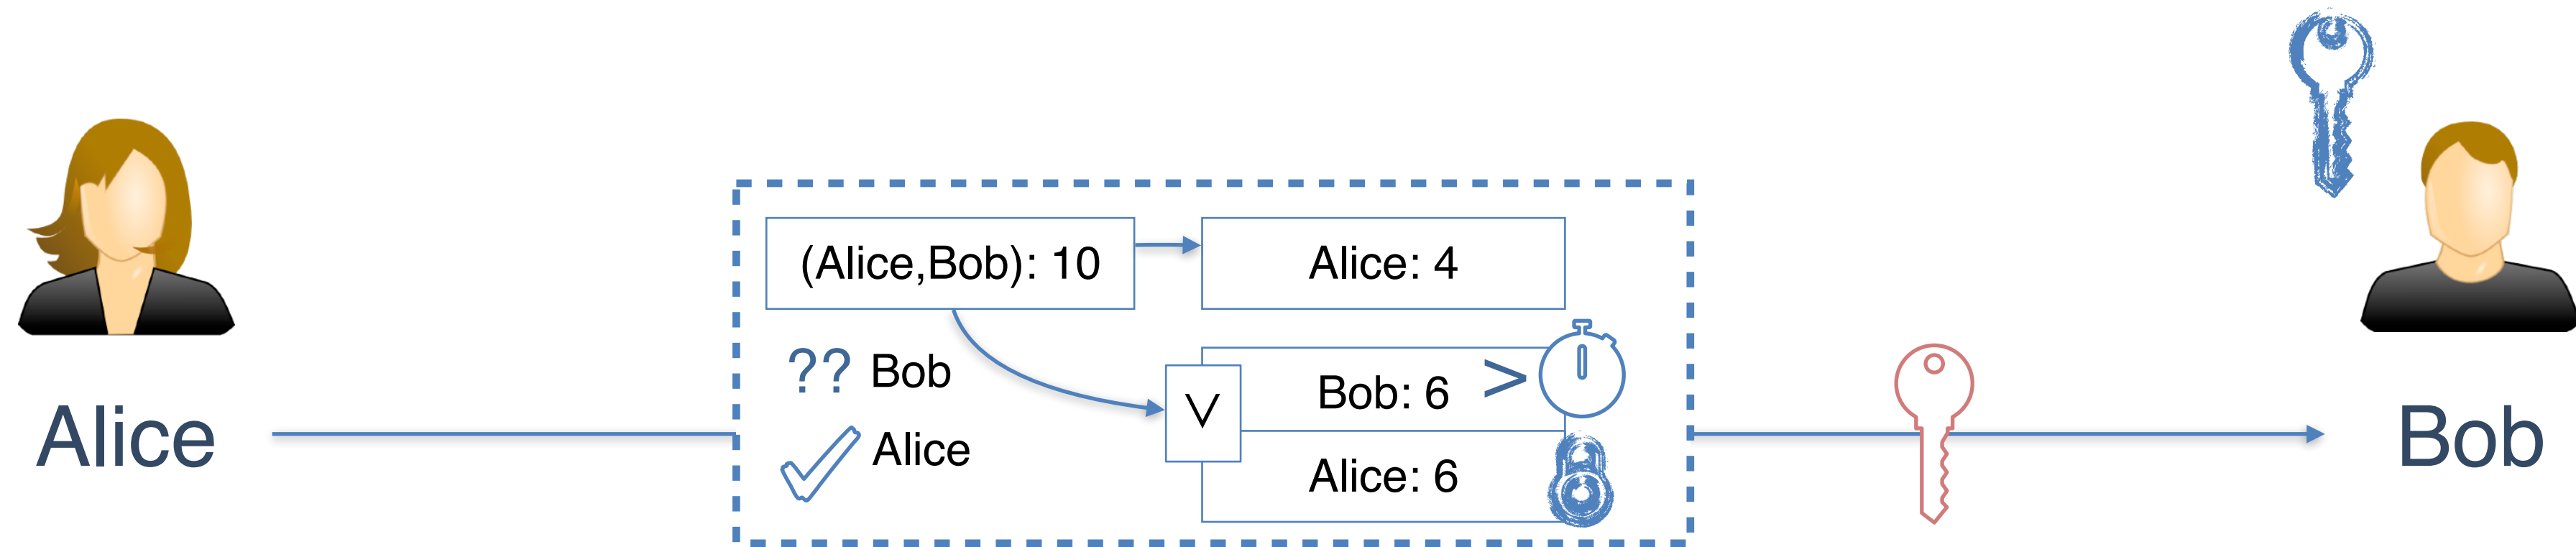 (Alice,Bob): 10
Alice: 4
?? Bob
Bob: 6 >
∨
Alice
Alice: 6
Alice
Bob